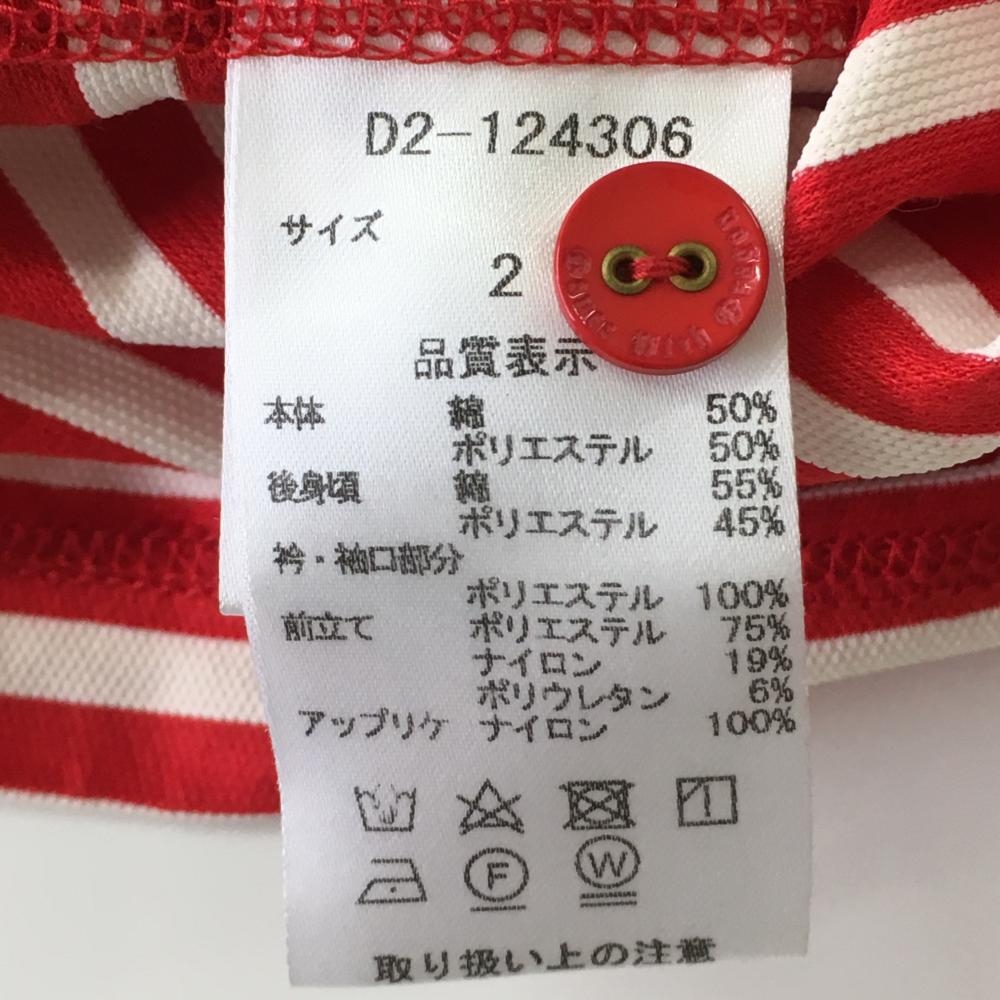 D2-124306
サイズ
2
品質表示
本体 綿 50%
ポリエステル 50%
後身頃 綿 55%
ポリエステル 45%
衿・袖口部分
ポリエステル 100%
前立て ポリエステル 75%
ナイロン 19%
ポリウレタン 6%
アップリケ ナイロン 100%
F W
取り扱い上の注意